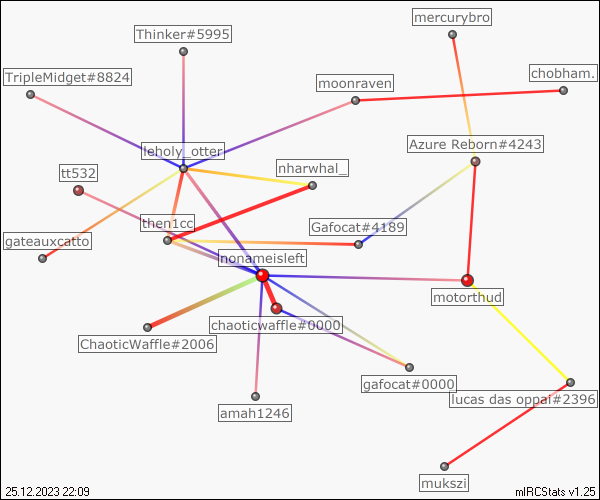 mercurybro
Thinker#5995
chobham.
TripleMidget#8824
moonraven
Azure Reborn#4243
leholy_otter
nharwhal_
tt532
then1cc
Gafocat#4189
gateauxcatto
nonameisleft
motorthud
chaoticwaffle#0000
ChaoticWaffle#2006
gafocat#0000
lucas das oppai#2396
amah1246
mukszi
25.12.2023 22:09
mIRCStats v1.25